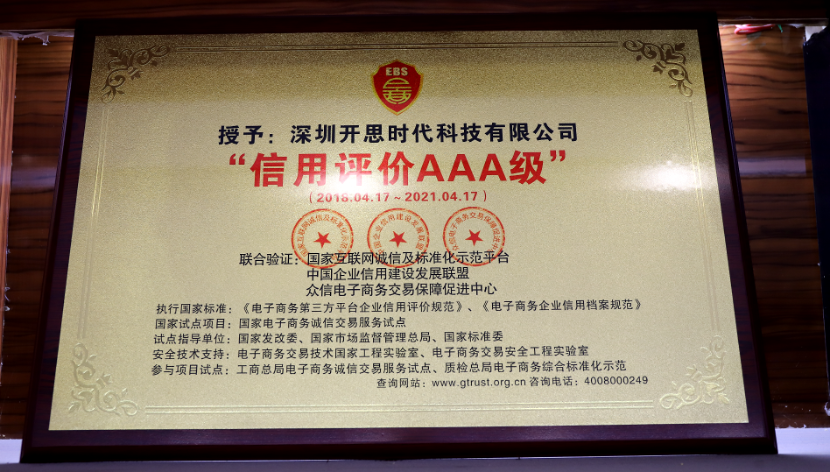 EBS
授予：深圳开思时代科技有限公司
“信用评价AAA级”
（2018.04.17～2021.04.17）
联合验证：国家互联网诚信及标准化示范平台
中国企业信用建设发展联盟
众信电子商务交易保障促进中心
执行国家标准：《电子商务第三方平台企业信用评价规范》、《电子商务企业信用档案规范》
国家试点项目：国家电子商务诚信交易服务试点
试点指导单位：国家发改委、国家市场监督管理总局、国家标准委
安全技术支持：电子商务交易技术国家工程实验室、电子商务交易安全工程实验室
参与项目试点：工商总局电子商务诚信交易服务试点、质检总局电子商务综合标准化示范
查询网站：www.gtrust.org.cn 咨询电话：4008000249